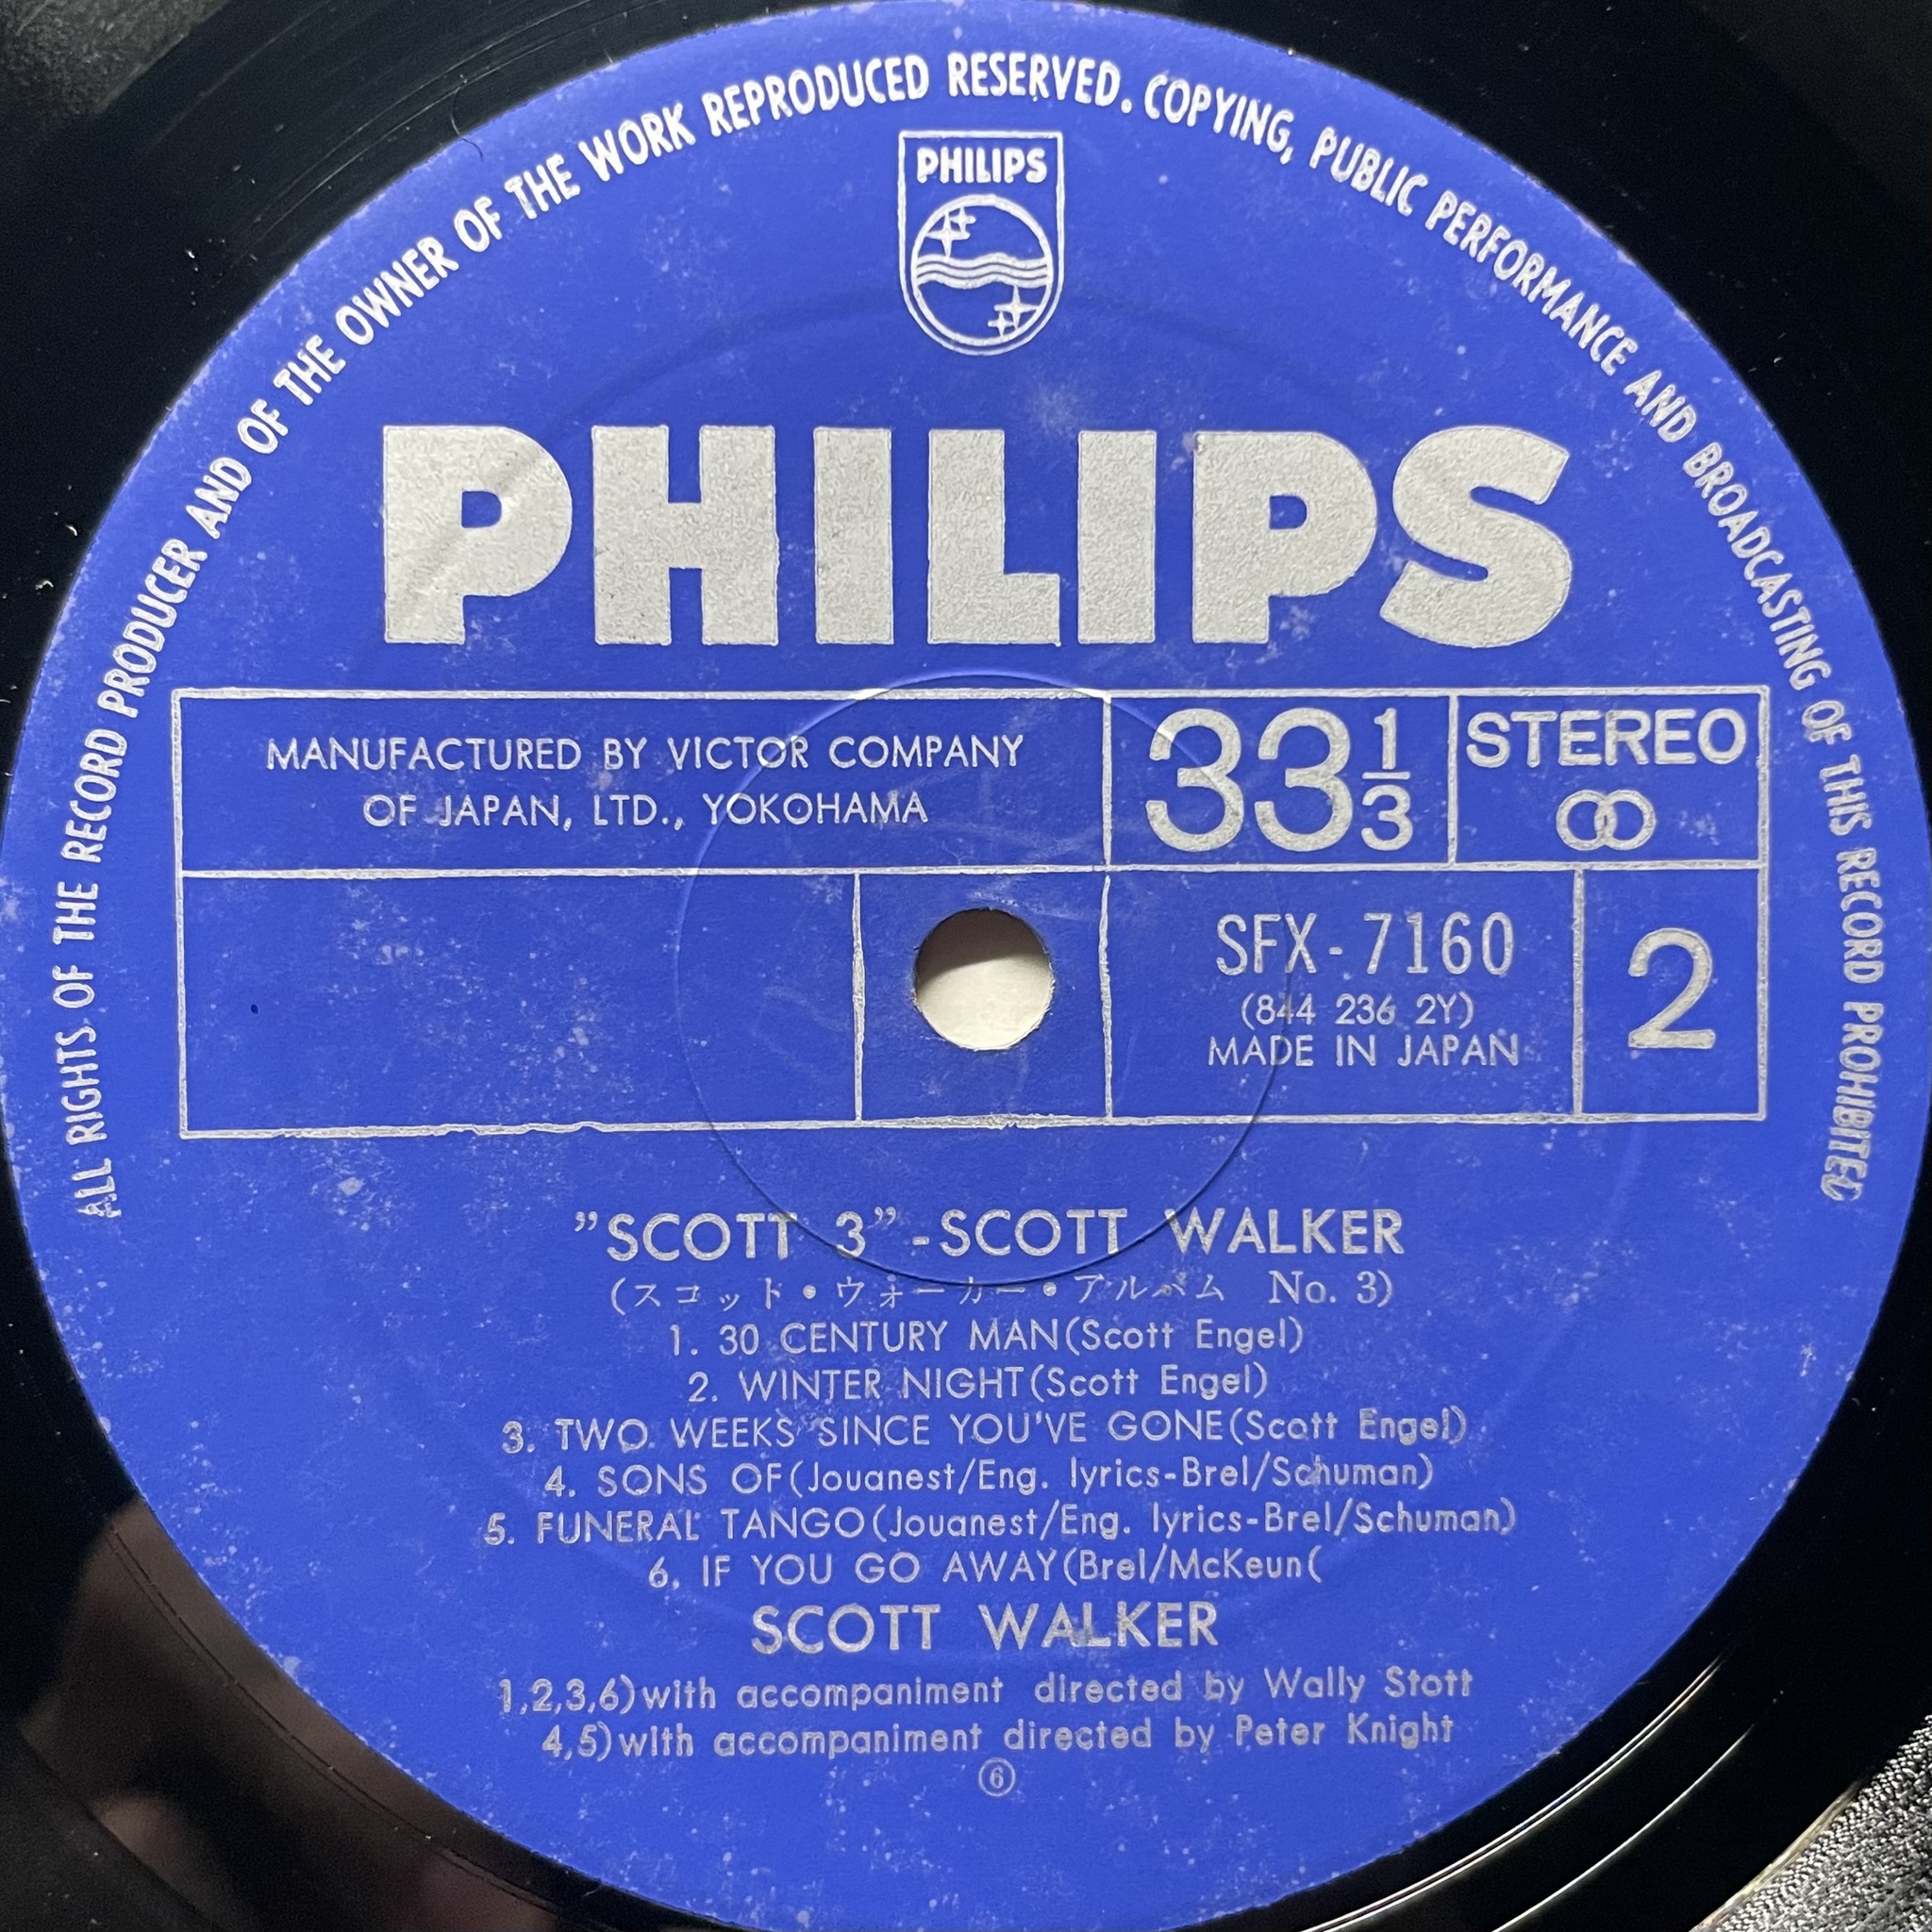 ALL RIGHTS OF THE RECORD PRODUCER AND OF THE OWNER OF THE WORK REPRODUCED RESERVED. COPYING, PUBLIC PERFORMANCE AND BROADCASTING OF THIS RECORD PROHIBITED
PHILIPS
PHILIPS
MANUFACTURED BY VICTOR COMPANY
OF JAPAN, LTD., YOKOHAMA
33 1/3
STEREO
SFX-7160
(844 236 2Y)
MADE IN JAPAN
2
”SCOTT 3”-SCOTT WALKER
(スコット・ウォーカー・アルバム No. 3)
1. 30 CENTURY MAN(Scott Engel)
2. WINTER NIGHT(Scott Engel)
3. TWO WEEKS SINCE YOU'VE GONE(Scott Engel)
4. SONS OF(Jouanest/Eng. lyrics-Brel/Schuman)
5. FUNERAL TANGO(Jouanest/Eng. lyrics-Brel/Schuman)
6. IF YOU GO AWAY(Brel/McKeun(
SCOTT WALKER
1,2,3,6)with accompaniment directed by Wally Stott
4,5)with accompaniment directed by Peter Knight
⑥